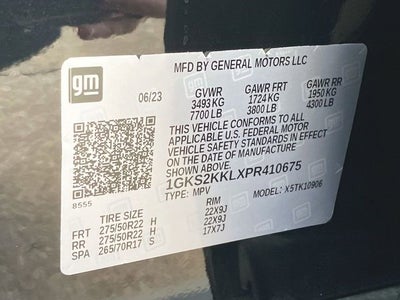 gm
MFD BY GENERAL MOTORS LLC
06/23 GVWR GAWR FRT GAWR RR
3493 KG 1724 KG 1950 KG
7700 LB 3800 LB 4300 LB
THIS VEHICLE CONFORMS TO ALL
APPLICABLE U.S. FEDERAL MOTOR
VEHICLE SAFETY STANDARDS IN EFFECT
ON THE DATE OF MANUFACTURE
SHOWN ABOVE.
1GKS2KKLXPR410675
8555 TYPE: MPV MODEL: X5TK10906
TIRE SIZE RIM
FRT 275/50R22 H 22X9J
RR 275/50R22 H 22X9J
SPA 265/70R17 S 17X7J